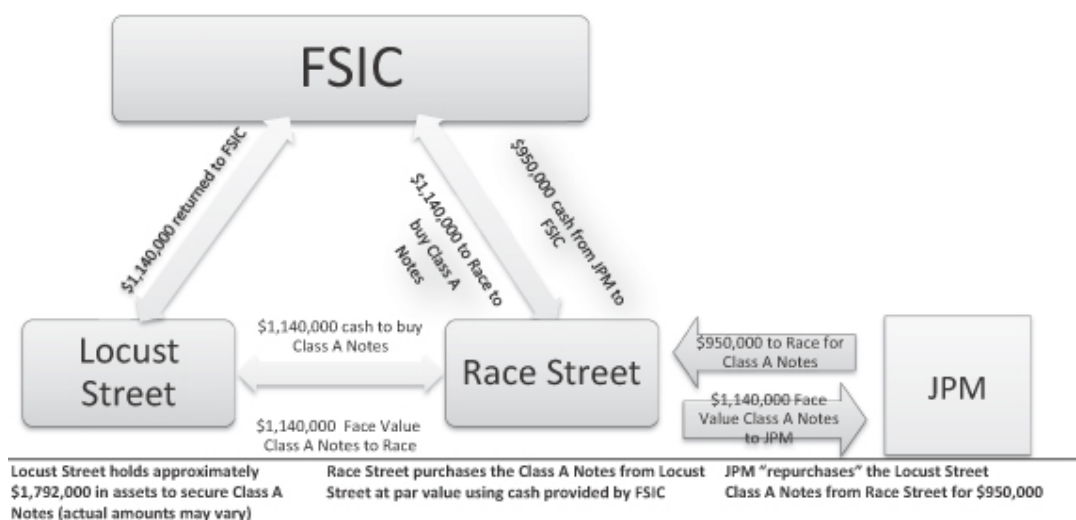 FSIC
$1,140,000 returned to FSIC
$1,140,000 to Race to
buy Class A
Notes
$950,000 cash from JPM to
FSIC
Locust
Street
$1,140,000 cash to buy
Class A Notes
$1,140,000 Face Value
Class A Notes to Race
Race Street
$950,000 to Race for
Class A Notes
$1,140,000 Face
Value Class A Notes
to JPM
JPM
Locust Street holds approximately
$1,792,000 in assets to secure Class A
Notes (actual amounts may vary)
Race Street purchases the Class A Notes from Locust
Street at par value using cash provided by FSIC
JPM "repurchases" the Locust Street
Class A Notes from Race Street for $950,000